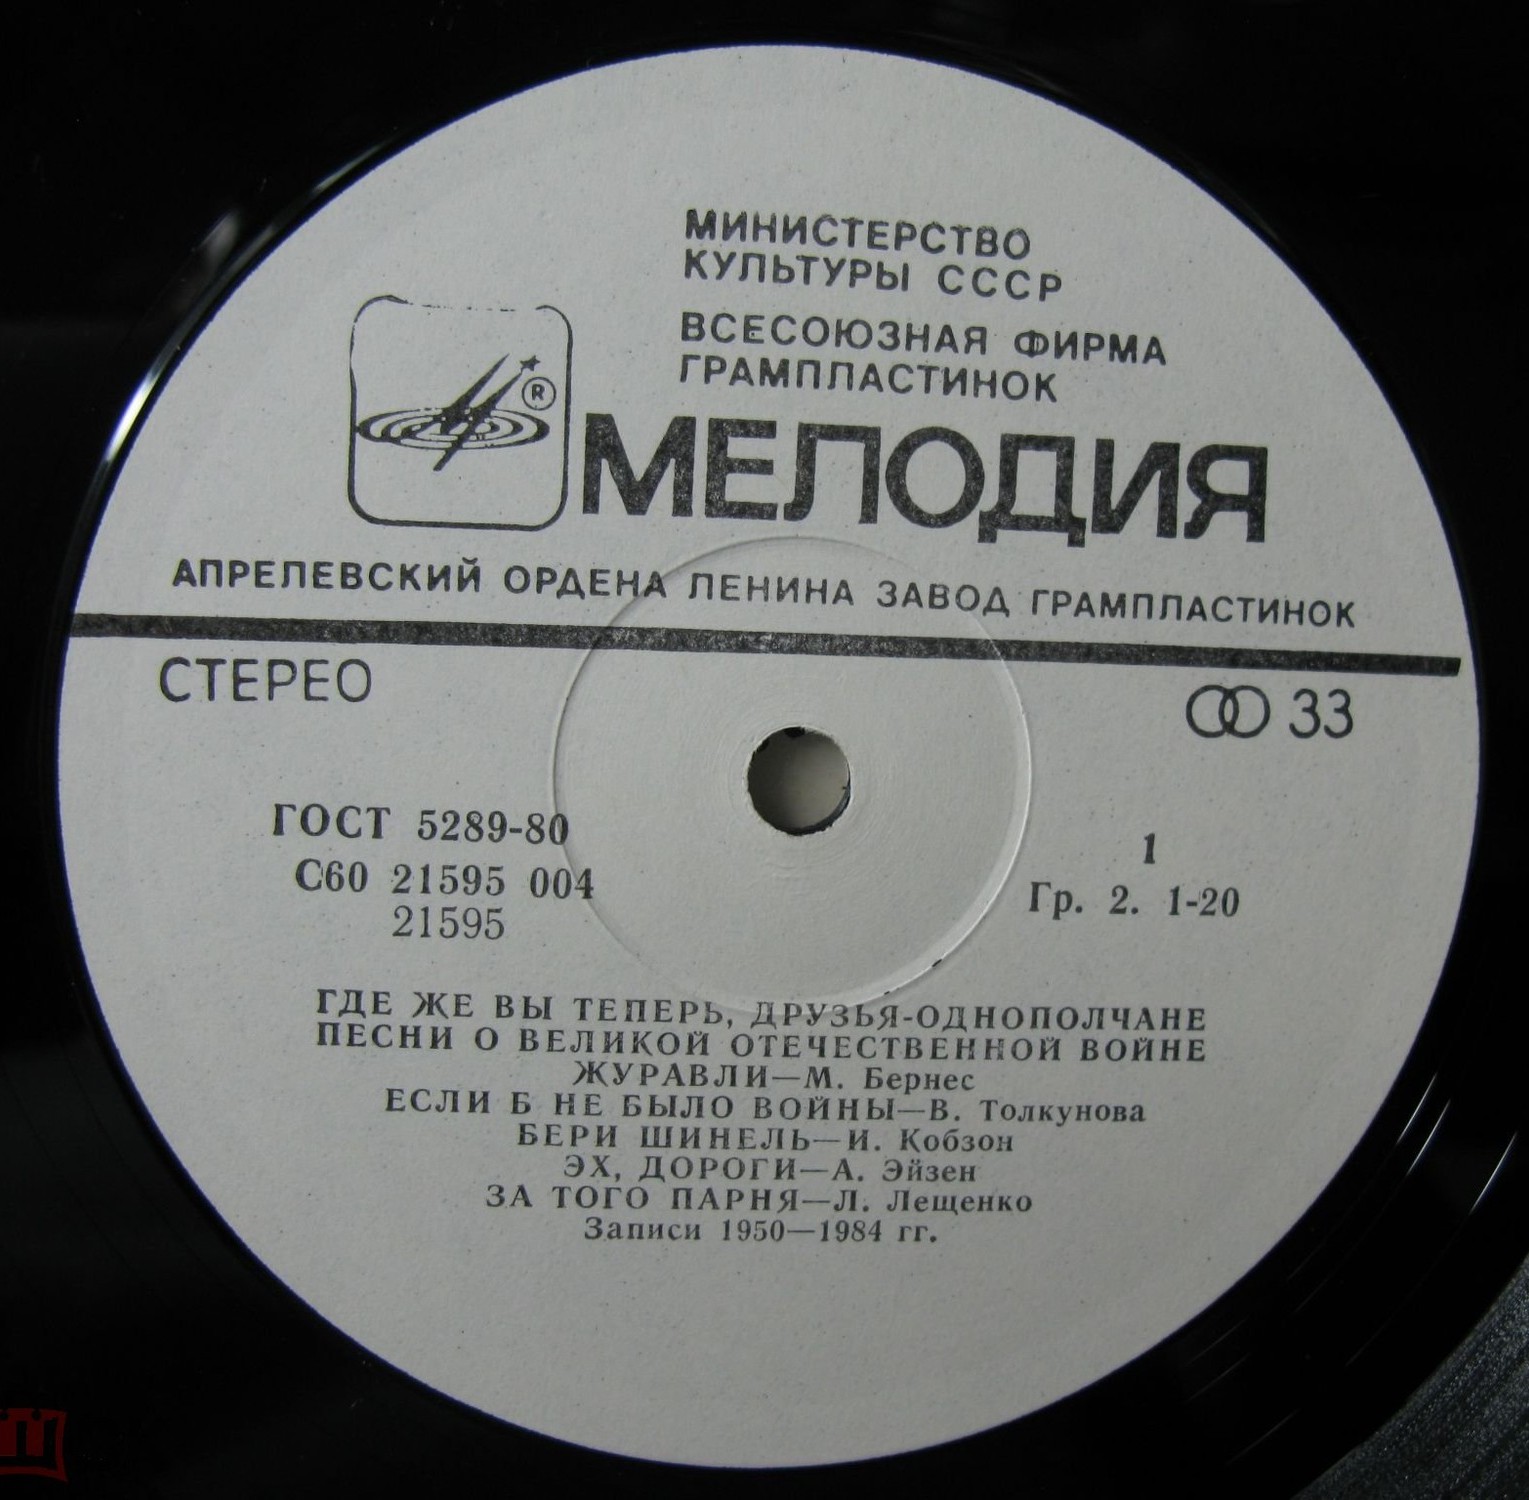 МИНИСТЕРСТВО
КУЛЬТУРЫ СССР
ВСЕСОЮЗНАЯ ФИРМА
ГРАМПЛАСТИНОК
®
МЕЛОДИЯ
АПРЕЛЕВСКИЙ ОРДЕНА ЛЕНИНА ЗАВОД ГРАМПЛАСТИНОК
СТЕРЕО
33
ГОСТ 5289-80
С60 21595 004
21595
1
Гр. 2. 1-20
ГДЕ ЖЕ ВЫ ТЕПЕРЬ, ДРУЗЬЯ-ОДНОПОЛЧАНЕ
ПЕСНИ О ВЕЛИКОЙ ОТЕЧЕСТВЕННОЙ ВОЙНЕ
ЖУРАВЛИ—М. Бернес
ЕСЛИ Б НЕ БЫЛО ВОЙНЫ—В. Толкунова
БЕРИ ШИНЕЛЬ—И. Кобзон
ЭХ, ДОРОГИ—А. Эйзен
ЗА ТОГО ПАРНЯ—Л. Лещенко
Записи 1950—1984 гг.